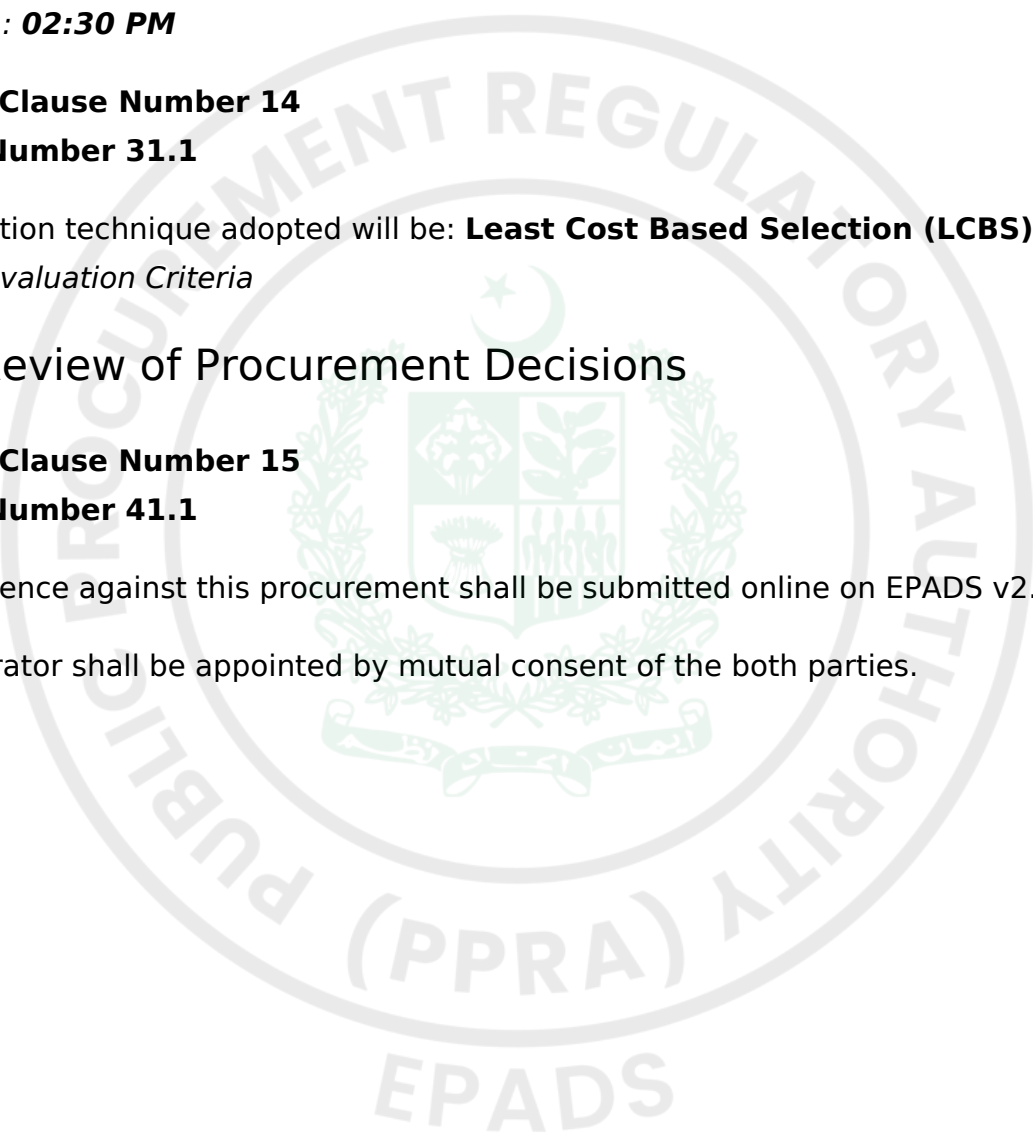 : 02:30 PM
Clause Number 14
Number 31.1
tion technique adopted will be: Least Cost Based Selection (LCBS)
valuation Criteria
eview of Procurement Decisions
Clause Number 15
Number 41.1
ence against this procurement shall be submitted online on EPADS v2.
rator shall be appointed by mutual consent of the both parties.
PUBLIC PROCUREMENT REGULATORY AUTHORITY
(PPRA)
EPADS